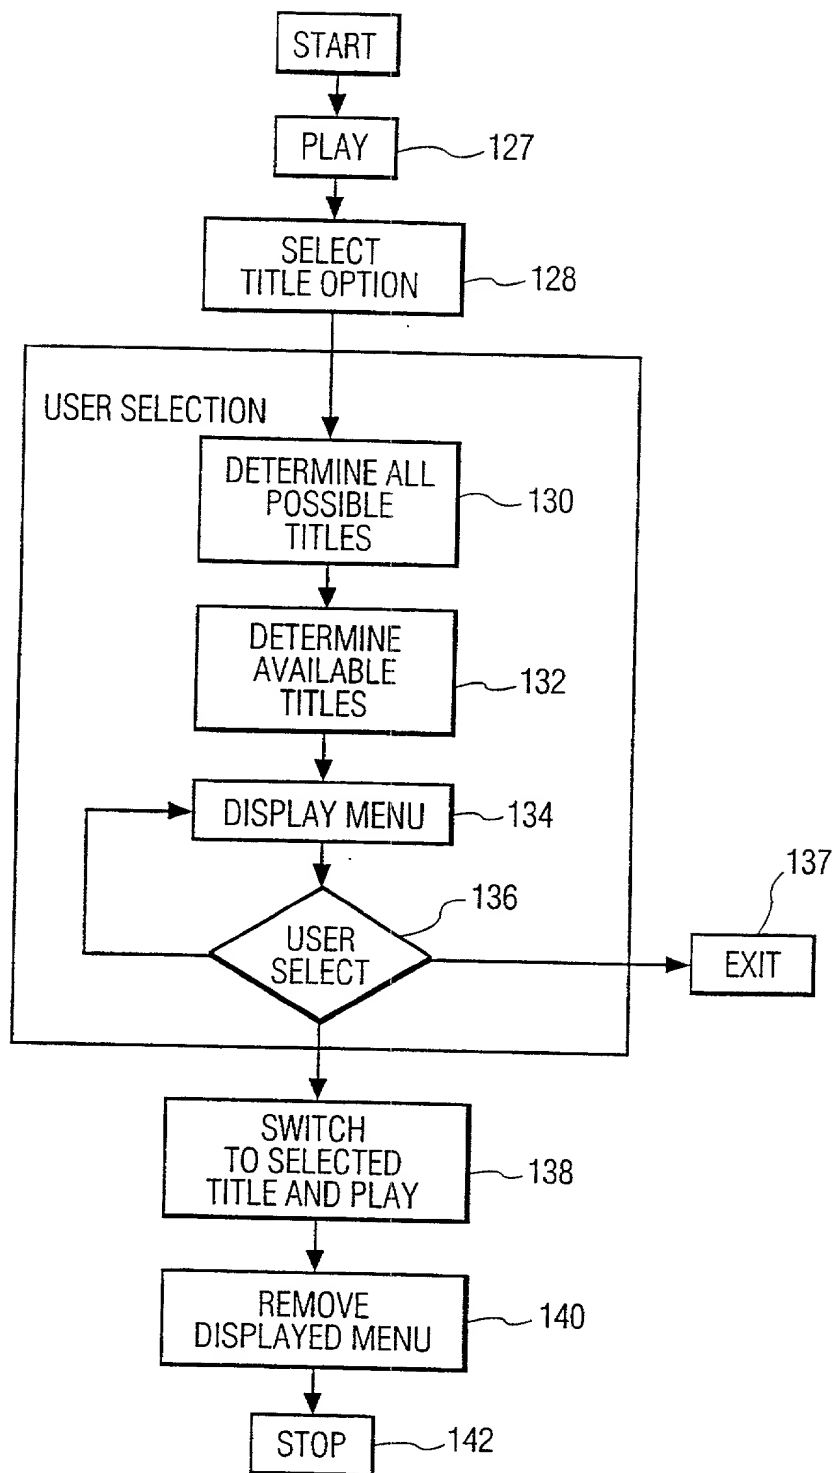 START
PLAY
127
SELECT
TITLE OPTION
128
USER SELECTION
DETERMINE ALL
POSSIBLE
TITLES
130
DETERMINE
AVAILABLE
TITLES
132
DISPLAY MENU
134
USER
SELECT
136
137
EXIT
SWITCH
TO SELECTED
TITLE AND PLAY
138
REMOVE
DISPLAYED MENU
140
STOP
142